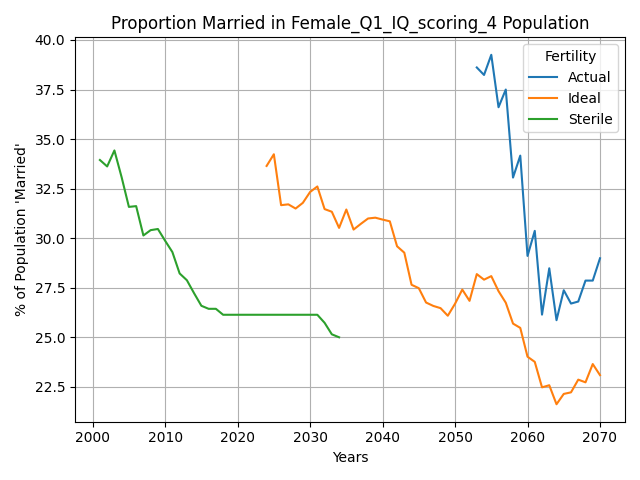 Proportion Married in Female_Q1_IQ_scoring_4 Population
% of Population 'Married'
40.0
37.5
35.0
32.5
30.0
27.5
25.0
22.5
Fertility
Actual
Ideal
Sterile
2000 2010 2020 2030 2040 2050 2060 2070
Years